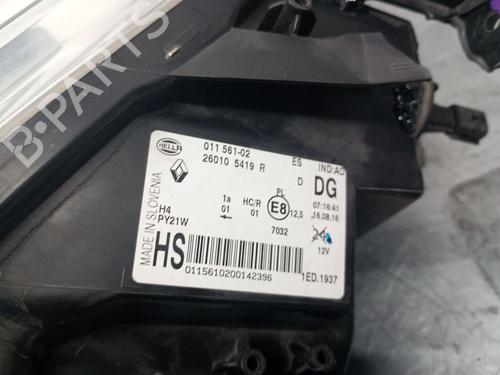 B-PARTS
HELLA
011 561-02
ES
IND:AD
26010 5419 R
D
DG
MADE IN SLOVENIA
H4
PY21W
1a
01
HC/R
01
PL
E8
12,5
7032
07:16:41
16.08.16
24
12V
HS
0115610200142396
1ED.1937